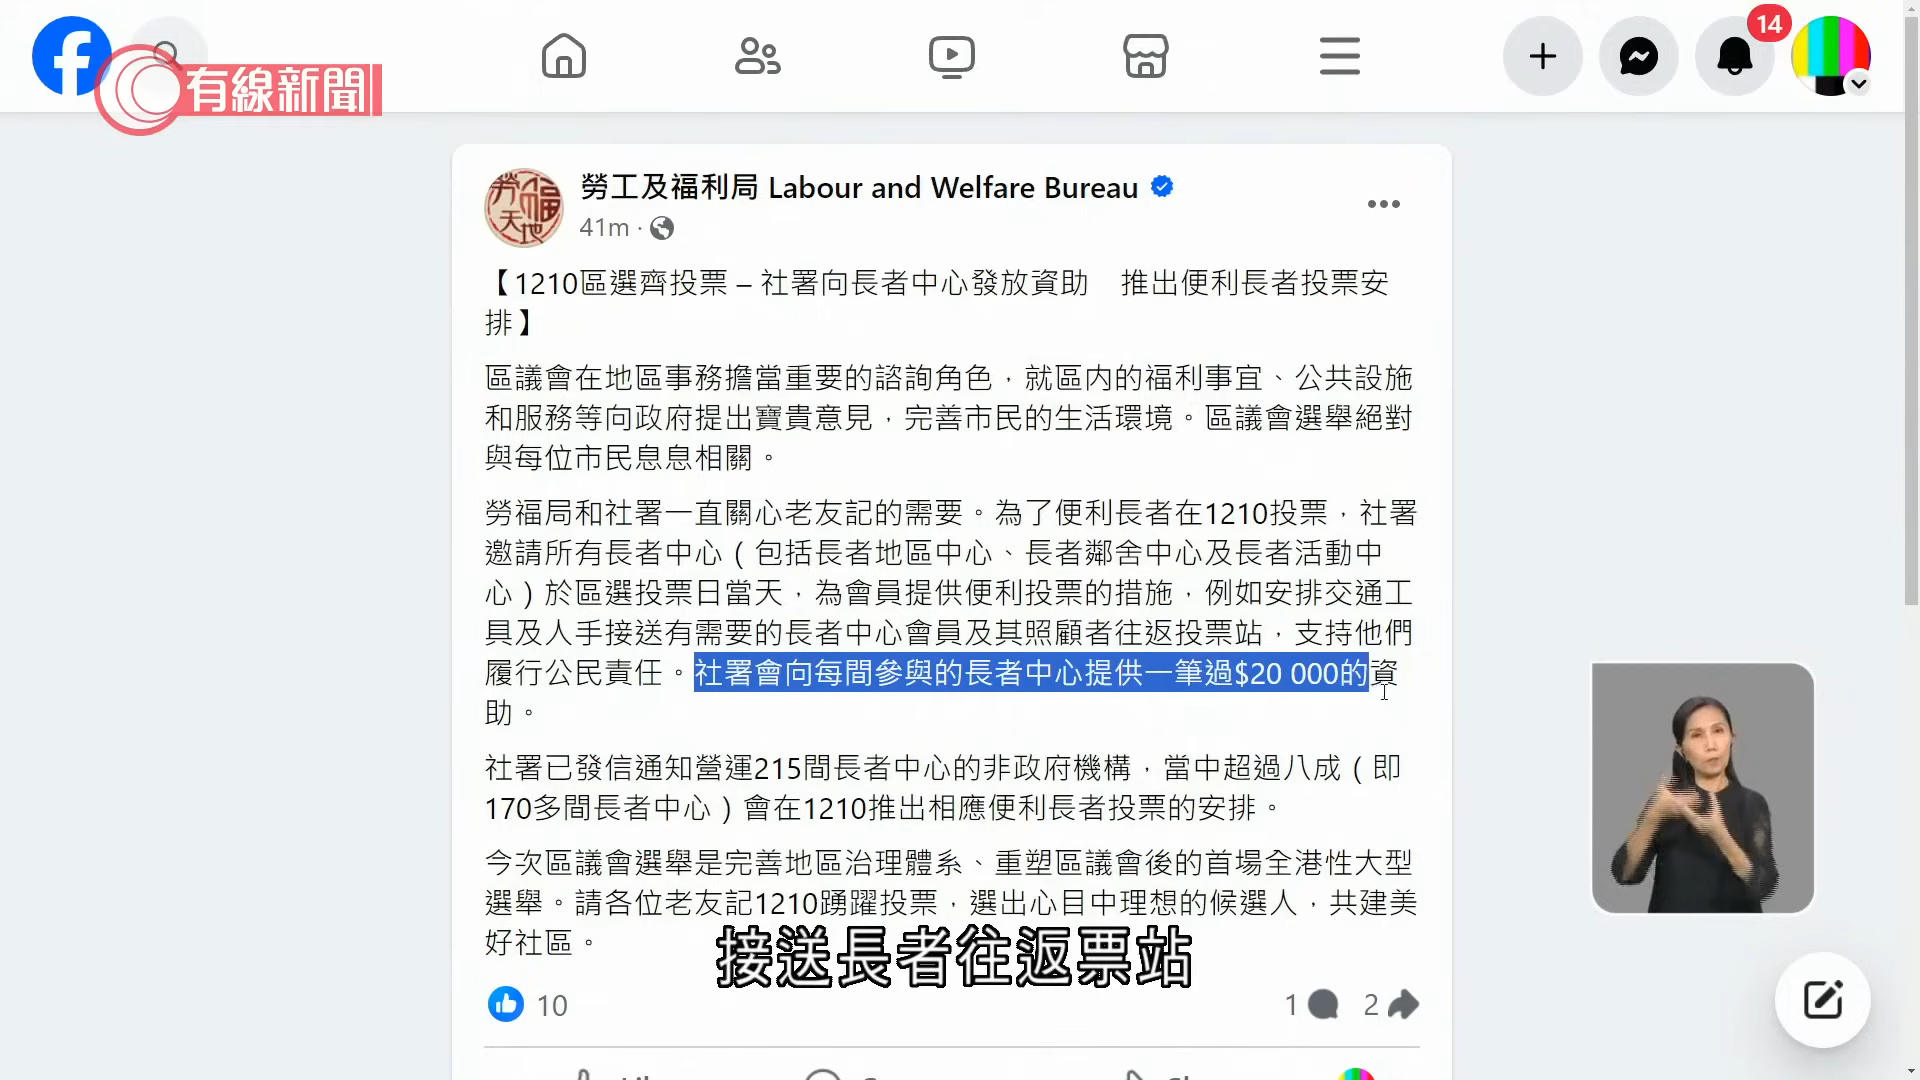 14
有線新聞
勞工及福利局 Labour and Welfare Bureau
41m ·
【1210區選齊投票 – 社署向長者中心發放資助　推出便利長者投票安
排】
區議會在地區事務擔當重要的諮詢角色，就區内的福利事宜、公共設施
和服務等向政府提出寶貴意見，完善市民的生活環境。區議會選舉絕對
與每位市民息息相關。
勞福局和社署一直關心老友記的需要。為了便利長者在1210投票，社署
邀請所有長者中心（包括長者地區中心、長者鄰舍中心及長者活動中
心）於區選投票日當天，為會員提供便利投票的措施，例如安排交通工
具及人手接送有需要的長者中心會員及其照顧者往返投票站，支持他們
履行公民責任。社署會向每間參與的長者中心提供一筆過$20 000的資
助。
社署已發信通知營運215間長者中心的非政府機構，當中超過八成（即
170多間長者中心）會在1210推出相應便利長者投票的安排。
今次區議會選舉是完善地區治理體系、重塑區議會後的首場全港性大型
選舉。請各位老友記1210踴躍投票，選出心目中理想的候選人，共建美
好社區。
接送長者往返票站
10
1
2